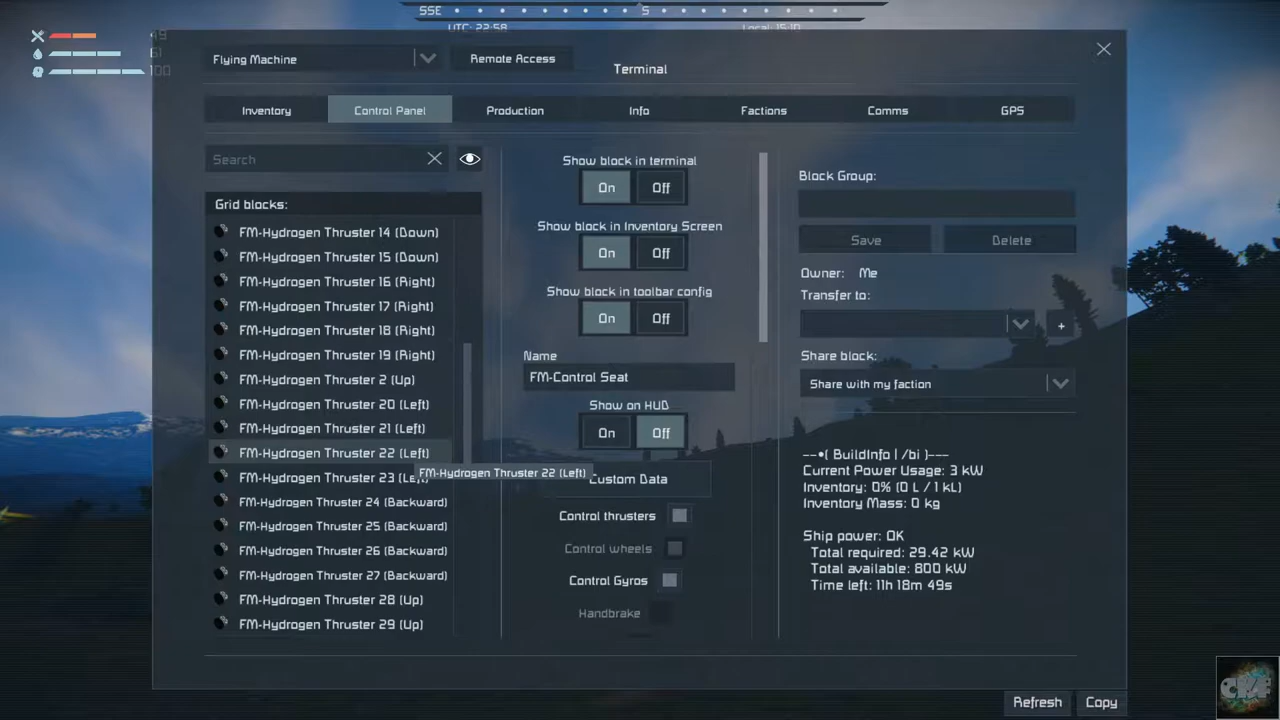 SSE
S
UTC: 22:58
Local: 15:10
49
61
100
Flying Machine
Remote Access
Terminal
Inventory
Control Panel
Production
Info
Factions
Comms
GPS
Search
Grid blocks:
FM-Hydrogen Thruster 14 (Down)
FM-Hydrogen Thruster 15 (Down)
FM-Hydrogen Thruster 16 (Right)
FM-Hydrogen Thruster 17 (Right)
FM-Hydrogen Thruster 18 (Right)
FM-Hydrogen Thruster 19 (Right)
FM-Hydrogen Thruster 2 (Up)
FM-Hydrogen Thruster 20 (Left)
FM-Hydrogen Thruster 21 (Left)
FM-Hydrogen Thruster 22 (Left)
FM-Hydrogen Thruster 22 (Left)
FM-Hydrogen Thruster 23 (Left)
FM-Hydrogen Thruster 24 (Backward)
FM-Hydrogen Thruster 25 (Backward)
FM-Hydrogen Thruster 26 (Backward)
FM-Hydrogen Thruster 27 (Backward)
FM-Hydrogen Thruster 28 (Up)
FM-Hydrogen Thruster 29 (Up)
Show block in terminal
On Off
Show block in Inventory Screen
On Off
Show block in toolbar config
On Off
Name
FM-Control Seat
Show on HUD
On Off
Custom Data
Control thrusters
Control wheels
Control Gyros
Handbrake
Block Group:
Save
Delete
Owner: Me
Transfer to:
+
Share block:
Share with my faction
--•( BuildInfo | /bi )--
Current Power Usage: 3 kW
Inventory: 0% (0 L / 1 kL)
Inventory Mass: 0 kg
Ship power: OK
Total required: 29.42 kW
Total available: 800 kW
Time left: 11h 18m 49s
Refresh
Copy